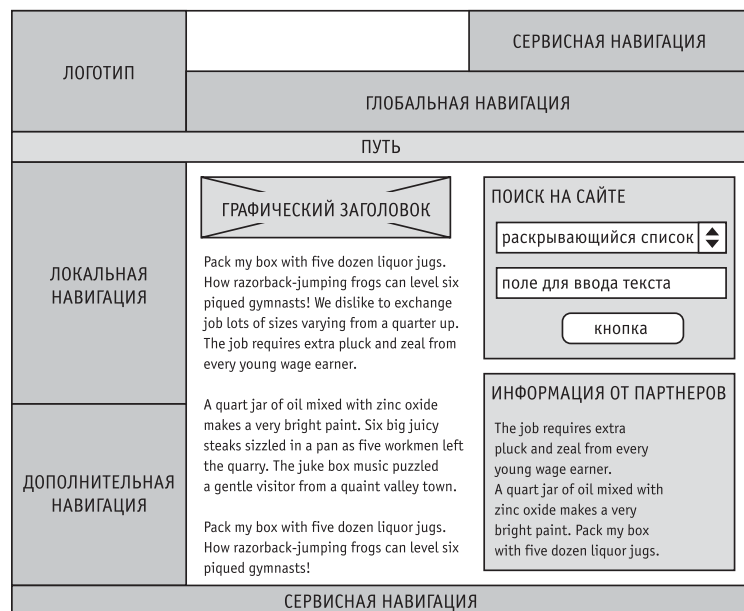 ЛОГОТИП
СЕРВИСНАЯ НАВИГАЦИЯ
ГЛОБАЛЬНАЯ НАВИГАЦИЯ
ПУТЬ
ЛОКАЛЬНАЯ
НАВИГАЦИЯ
ДОПОЛНИТЕЛЬНАЯ
НАВИГАЦИЯ
ГРАФИЧЕСКИЙ ЗАГОЛОВОК
Pack my box with five dozen liquor jugs.
How razorback-jumping frogs can level six
piqued gymnasts! We dislike to exchange
job lots of sizes varying from a quarter up.
The job requires extra pluck and zeal from
every young wage earner.
A quart jar of oil mixed with zinc oxide
makes a very bright paint. Six big juicy
steaks sizzled in a pan as five workmen left
the quarry. The juke box music puzzled
a gentle visitor from a quaint valley town.
Pack my box with five dozen liquor jugs.
How razorback-jumping frogs can level six
piqued gymnasts!
ПОИСК НА САЙТЕ
раскрывающийся список
поле для ввода текста
кнопка
ИНФОРМАЦИЯ ОТ ПАРТНЕРОВ
The job requires extra
pluck and zeal from every
young wage earner.
A quart jar of oil mixed with
zinc oxide makes a very
bright paint. Pack my box
with five dozen liquor jugs.
СЕРВИСНАЯ НАВИГАЦИЯ